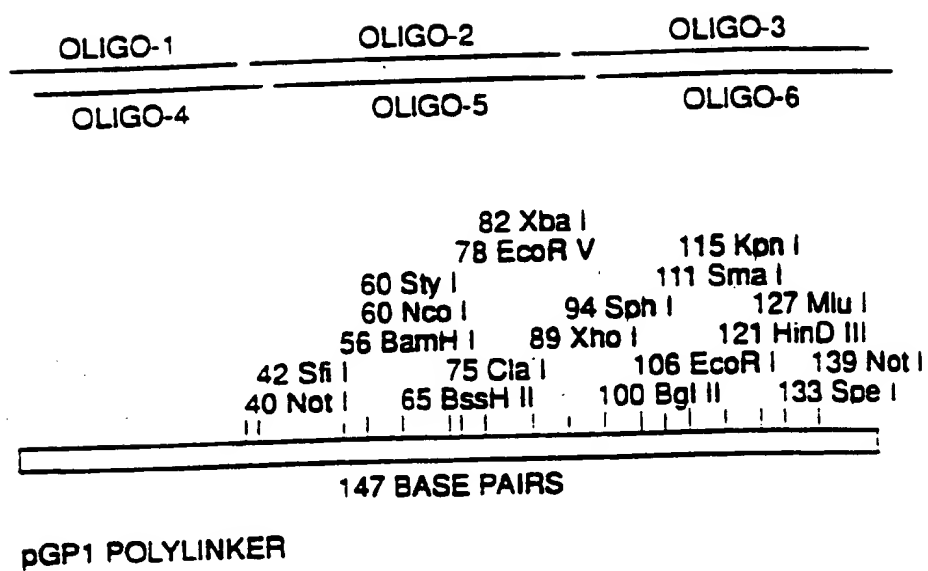 OLIGO-1 OLIGO-2 OLIGO-3
OLIGO-4 OLIGO-5 OLIGO-6
82 Xba I
78 EcoR V 115 Kpn I
60 Sty I 111 Sma I
60 Nco I 94 Sph I 127 Mlu I
56 BamH I 89 Xho I 121 HinD III
42 Sfi I 75 Cla I 106 EcoR I 139 Not I
40 Not I 65 BssH II 100 Bgl II 133 Spe I
147 BASE PAIRS
pGP1 POLYLINKER